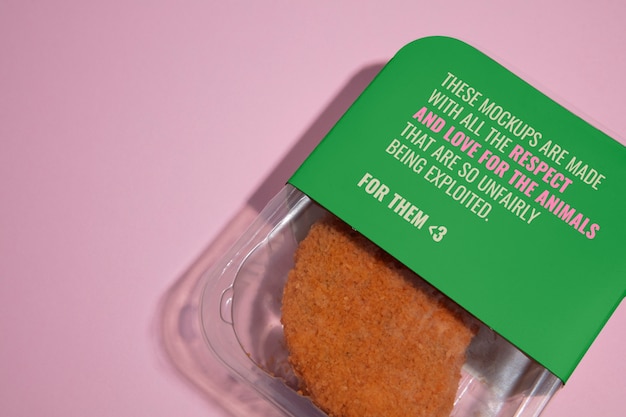 THESE MOCKUPS ARE MADE
WITH ALL THE RESPECT
AND LOVE FOR THE ANIMALS
THAT ARE SO UNFAIRLY
BEING EXPLOITED.
FOR THEM <3